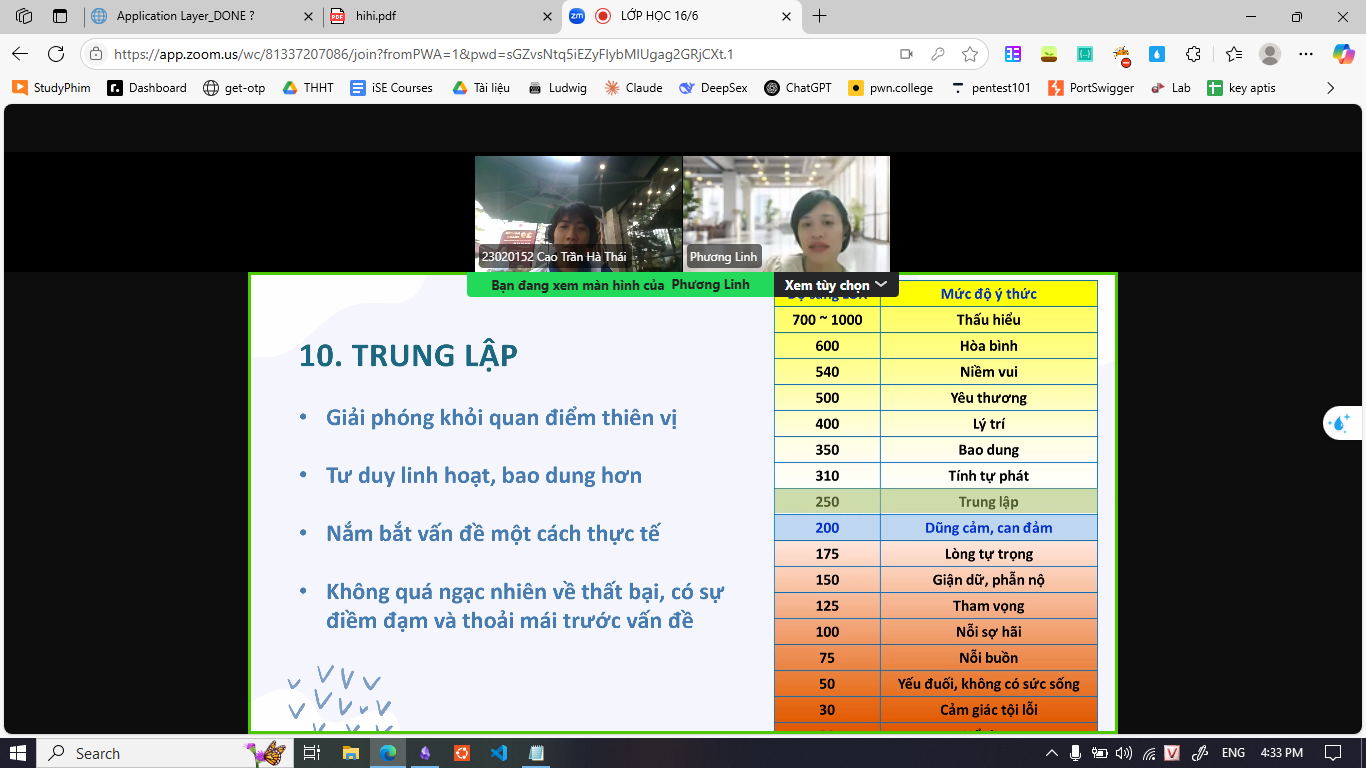 Application Layer_DONE ?
hihi.pdf
LỚP HỌC 16/6
https://app.zoom.us/wc/81337207086/join?fromPWA=1&pwd=sGZvsNtq5iEZyFlybMIUgag2GRjCXt.1
StudyPhim
Dashboard
get-otp
THHT
iSE Courses
Tài liệu
Ludwig
Claude
DeepSex
ChatGPT
pwn.college
pentest101
PortSwigger
Lab
key aptis
23020152 Cao Trần Hà Thái
Phương Linh
Bạn đang xem màn hình của Phương Linh
Xem tùy chọn
10. TRUNG LẬP
• Giải phóng khỏi quan điểm thiên vị
• Tư duy linh hoạt, bao dung hơn
• Nắm bắt vấn đề một cách thực tế
• Không quá ngạc nhiên về thất bại, có sự
điềm đạm và thoải mái trước vấn đề
Mức độ ý thức
700 ~ 1000 Thấu hiểu
600 Hòa bình
540 Niềm vui
500 Yêu thương
400 Lý trí
350 Bao dung
310 Tính tự phát
250 Trung lập
200 Dũng cảm, can đảm
175 Lòng tự trọng
150 Giận dữ, phẫn nộ
125 Tham vọng
100 Nỗi sợ hãi
75 Nỗi buồn
50 Yếu đuối, không có sức sống
30 Cảm giác tội lỗi
Search
ENG
4:33 PM